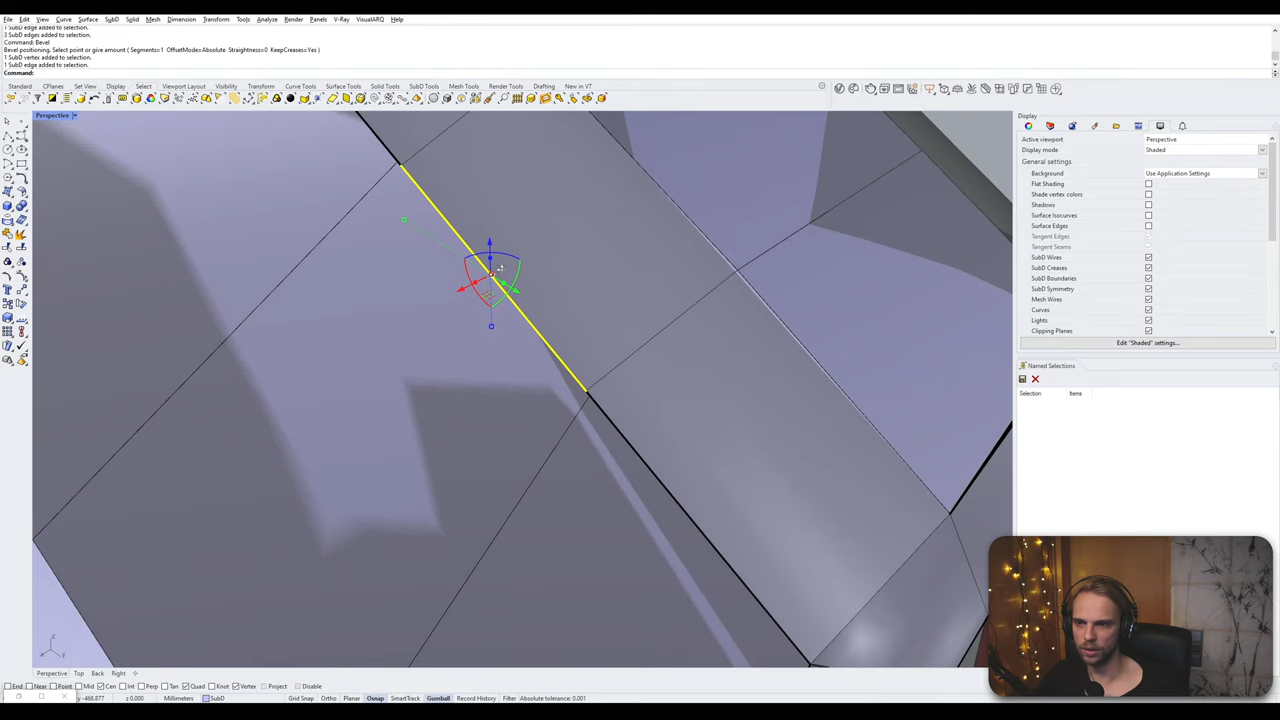 File Edit View Curve Surface SubD Solid Mesh Dimension Transform Tools Analyze Render Panels V-Ray VisualARQ Help
1 SubD edge added to selection.
3 SubD edges added to selection.
Command: Bevel
Bevel positioning. Select point or give amount ( Segments=1 OffsetMode=Absolute Straightness=0 KeepCreases=Yes )
1 SubD vertex added to selection.
1 SubD edge added to selection.
Command:
Standard CPlanes Set View Display Select Viewport Layout Visibility Transform Curve Tools Surface Tools Solid Tools SubD Tools Mesh Tools Render Tools Drafting New in V7
Perspective
Display
Active viewport Perspective
Display mode Shaded
General settings
Background Use Application Settings
Flat Shading
Shade vertex colors
Shadows
Surface Isocurves
Surface Edges
Tangent Edges
Tangent Seams
SubD Wires
SubD Creases
SubD Boundaries
SubD Symmetry
Mesh Wires
Curves
Lights
Clipping Planes
Edit "Shaded" settings...
Named Selections
Selection Items
z
x y
Perspective Top Back Right
End Near Point Mid Cen Int Perp Tan Quad Knot Vertex Project Disable
y -468.877 z 0.000 Millimeters SubD Grid Snap Ortho Planar Osnap SmartTrack Gumball Record History Filter Absolute tolerance: 0.001